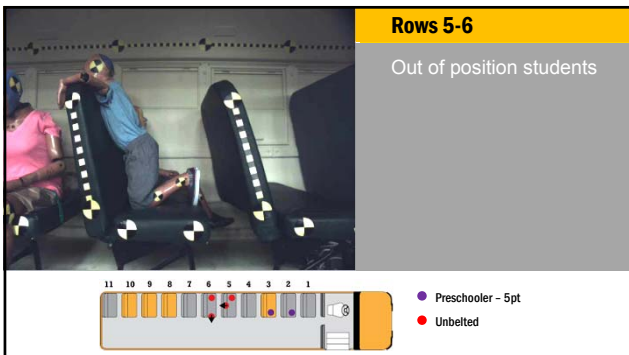 Rows 5-6
Out of position students
11 10 9 8 7 6 5 4 3 2 1
Preschooler – 5pt
Unbelted